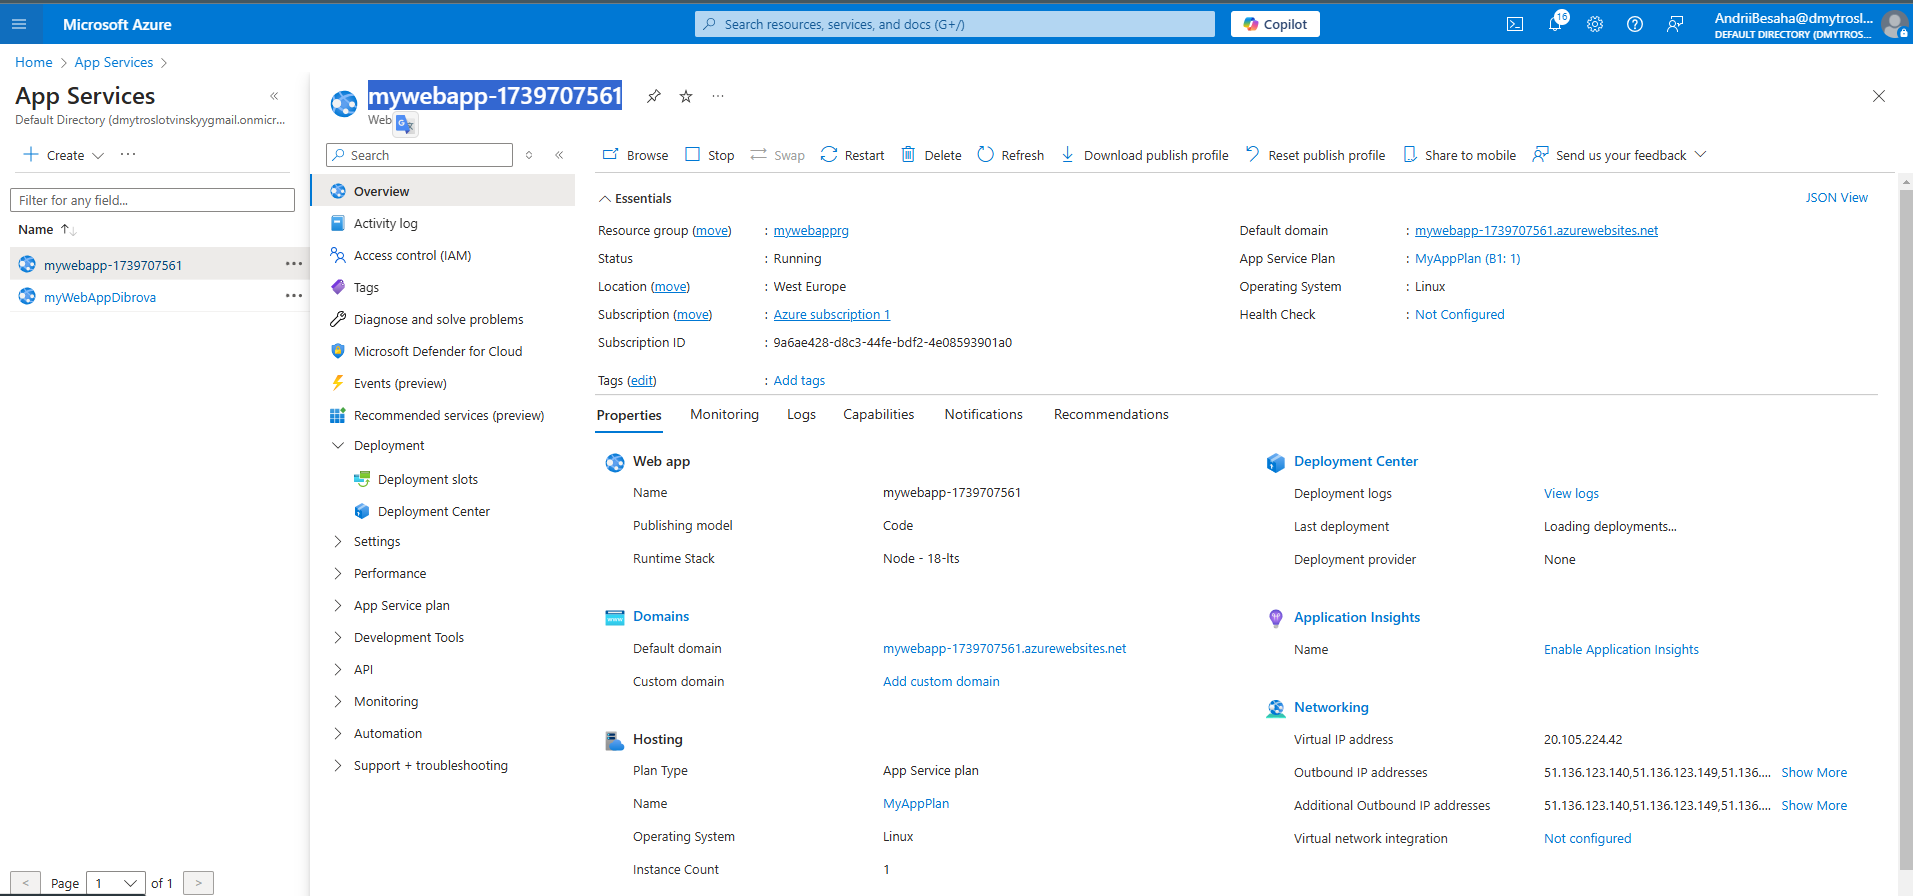 Microsoft Azure
Search resources, services, and docs (G+/)
Copilot
16
AndriiBesaha@dmytrosl...
DEFAULT DIRECTORY (DMYTROS...
Home > App Services >
App Services
Default Directory (dmytroslotvinskyygmail.onmicr...
Create
Filter for any field...
Name
mywebapp-1739707561
myWebAppDibrova
Page 1 of 1
mywebapp-1739707561
Web
Search
Overview
Activity log
Access control (IAM)
Tags
Diagnose and solve problems
Microsoft Defender for Cloud
Events (preview)
Recommended services (preview)
Deployment
Deployment slots
Deployment Center
Settings
Performance
App Service plan
Development Tools
API
Monitoring
Automation
Support + troubleshooting
Browse Stop Swap Restart Delete Refresh Download publish profile Reset publish profile Share to mobile Send us your feedback
Essentials
JSON View
Resource group (move) : mywebapprg
Status : Running
Location (move) : West Europe
Subscription (move) : Azure subscription 1
Subscription ID : 9a6ae428-d8c3-44fe-bdf2-4e08593901a0
Tags (edit) : Add tags
Default domain : mywebapp-1739707561.azurewebsites.net
App Service Plan : MyAppPlan (B1: 1)
Operating System : Linux
Health Check : Not Configured
Properties Monitoring Logs Capabilities Notifications Recommendations
Web app
Name mywebapp-1739707561
Publishing model Code
Runtime Stack Node - 18-lts
Domains
Default domain mywebapp-1739707561.azurewebsites.net
Custom domain Add custom domain
Hosting
Plan Type App Service plan
Name MyAppPlan
Operating System Linux
Instance Count 1
Deployment Center
Deployment logs View logs
Last deployment Loading deployments...
Deployment provider None
Application Insights
Name Enable Application Insights
Networking
Virtual IP address 20.105.224.42
Outbound IP addresses 51.136.123.140,51.136.123.149,51.136.... Show More
Additional Outbound IP addresses 51.136.123.140,51.136.123.149,51.136.... Show More
Virtual network integration Not configured